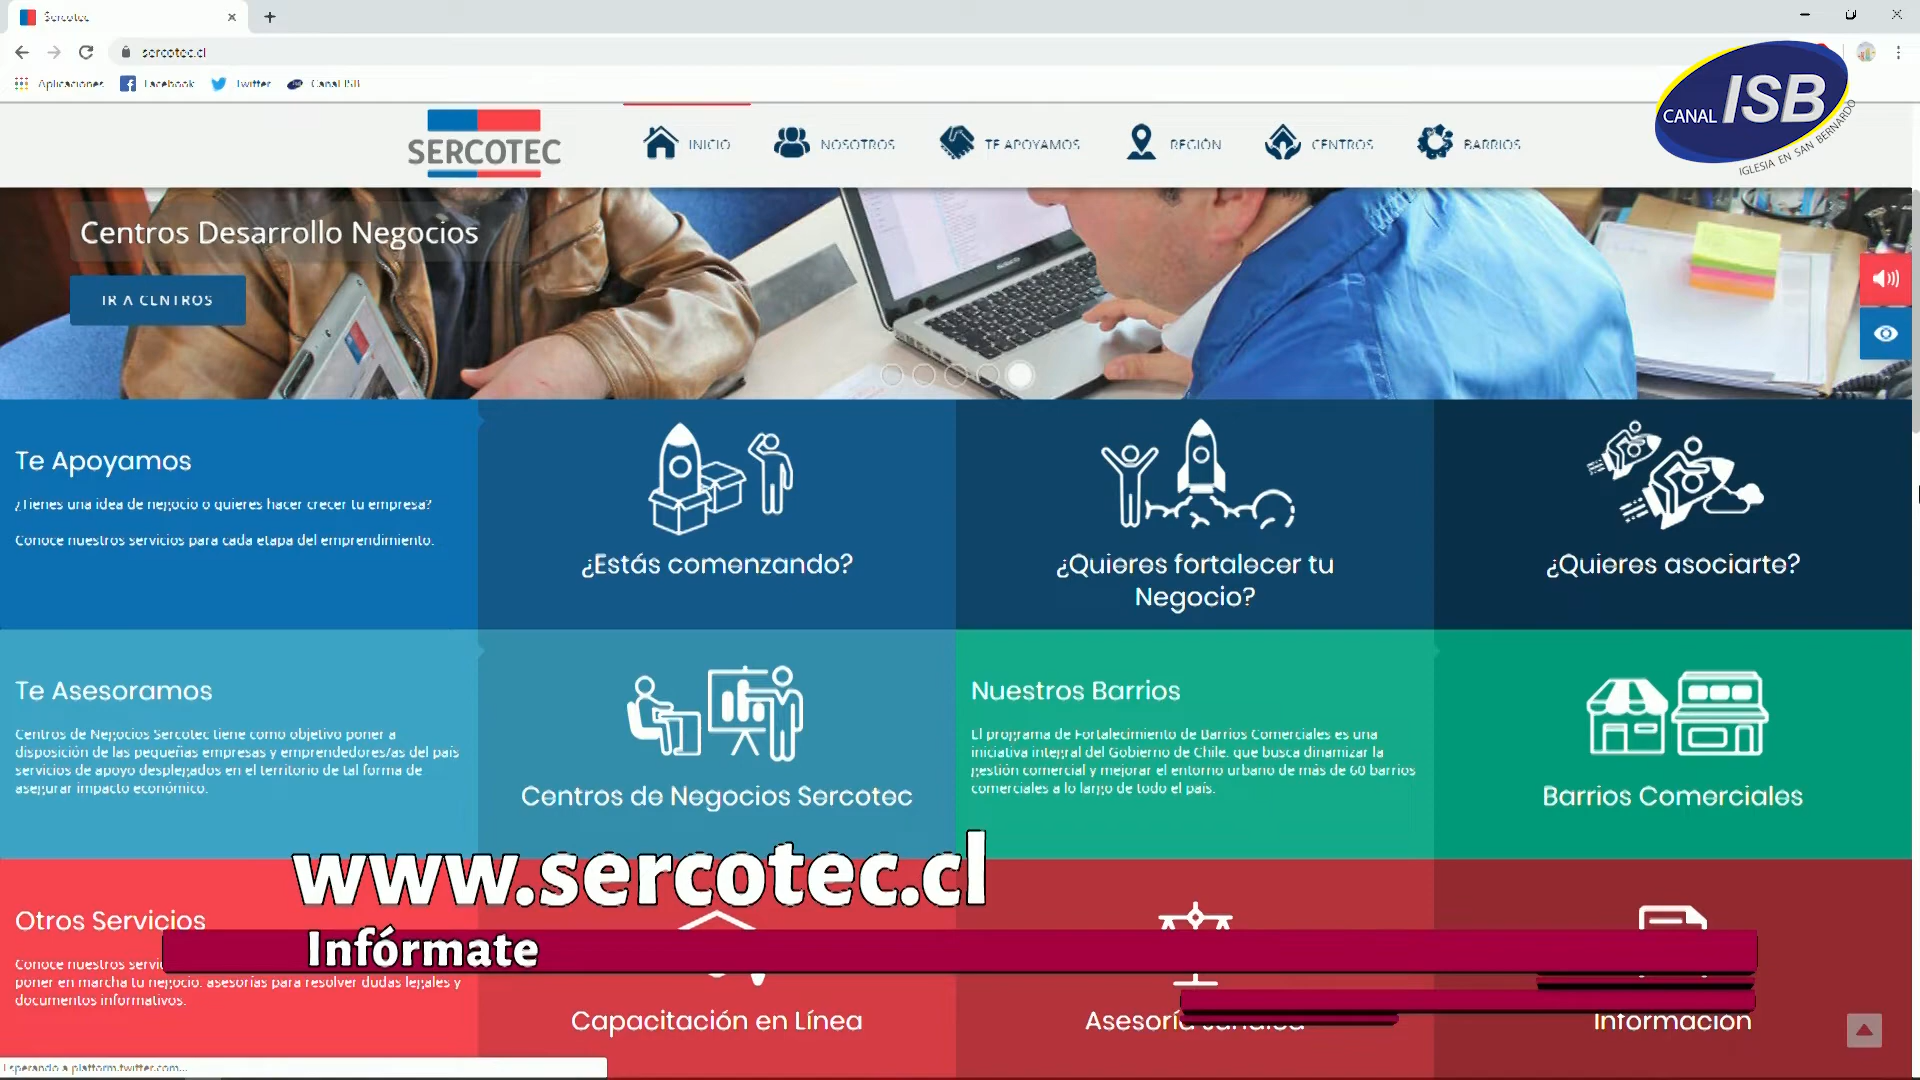 Sercotec
sercotec.cl
Aplicaciones Facebook Twitter Canal ISB
SERCOTEC
INICIO NOSOTROS TE APOYAMOS REGIÓN CENTROS BARRIOS
CANAL ISB
IGLESIA EN SAN BERNARDO
Centros Desarrollo Negocios
IR A CENTROS
Te Apoyamos
¿Tienes una idea de negocio o quieres hacer crecer tu empresa?
Conoce nuestros servicios para cada etapa del emprendimiento.
¿Estás comenzando?
¿Quieres fortalecer tu
Negocio?
¿Quieres asociarte?
Te Asesoramos
Centros de Negocios Sercotec tiene como objetivo poner a
disposición de las pequeñas empresas y emprendedores/as del país
servicios de apoyo desplegados en el territorio de tal forma de
asegurar impacto económico.
Centros de Negocios Sercotec
Nuestros Barrios
El programa de Fortalecimiento de Barrios Comerciales es una
iniciativa integral del Gobierno de Chile, que busca dinamizar la
gestión comercial y mejorar el entorno urbano de más de 60 barrios
comerciales a lo largo de todo el país.
Barrios Comerciales
www.sercotec.cl
Infórmate
Otros Servicios
Conoce nuestros
poner en marcha tu negocio, asesorías para resolver dudas legales y
documentos informativos.
Capacitación en Línea
Asesoría Jurídica
Información
Esperando a platform.twitter.com...